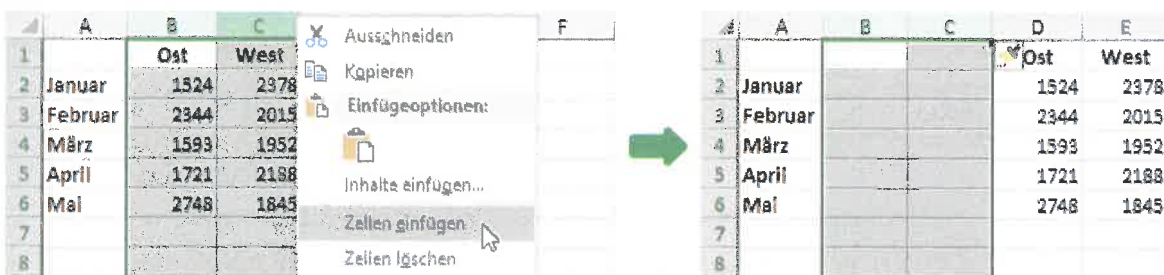 A B C F
1 Ost West
2 Januar 1524 2378
3 Februar 2344 2015
4 März 1593 1952
5 April 1721 2188
6 Mai 2748 1845
7
8
Ausschneiden
Kopieren
Einfügeoptionen:
Inhalte einfügen...
Zellen einfügen
Zellen löschen
A B C D E
1 Ost West
2 Januar 1524 2378
3 Februar 2344 2015
4 März 1593 1952
5 April 1721 2188
6 Mai 2748 1845
7
8